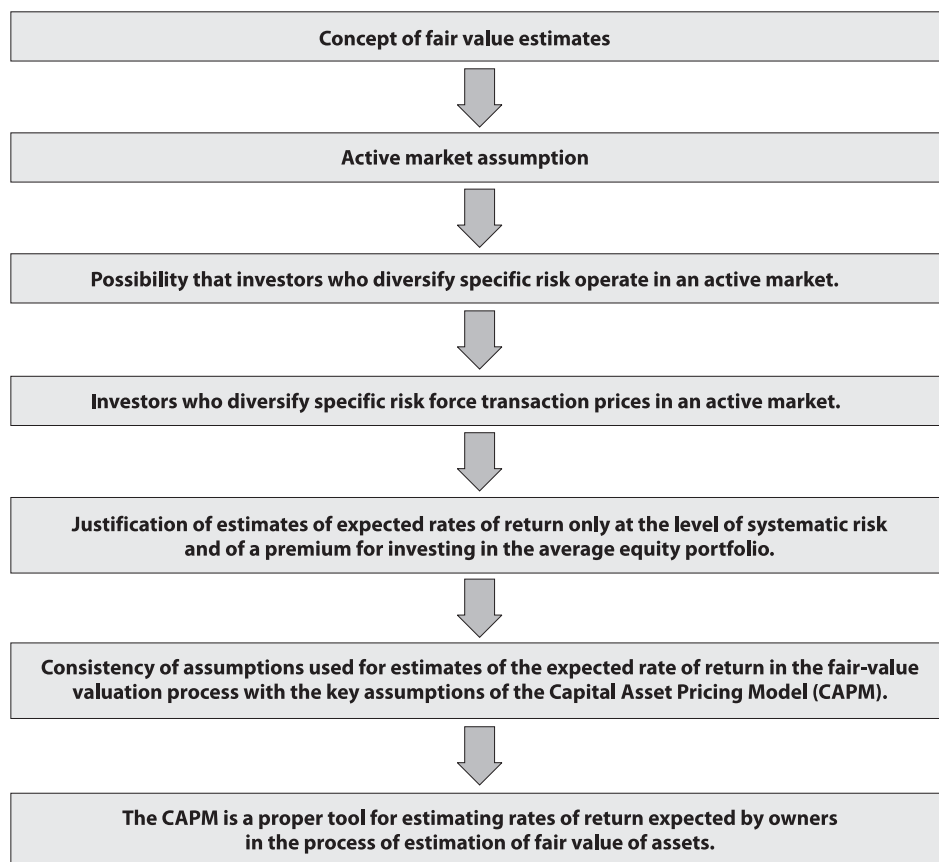 Concept of fair value estimates
Active market assumption
Possibility that investors who diversify specific risk operate in an active market.
Investors who diversify specific risk force transaction prices in an active market.
Justification of estimates of expected rates of return only at the level of systematic risk
and of a premium for investing in the average equity portfolio.
Consistency of assumptions used for estimates of the expected rate of return in the fair-value
valuation process with the key assumptions of the Capital Asset Pricing Model (CAPM).
The CAPM is a proper tool for estimating rates of return expected by owners
in the process of estimation of fair value of assets.